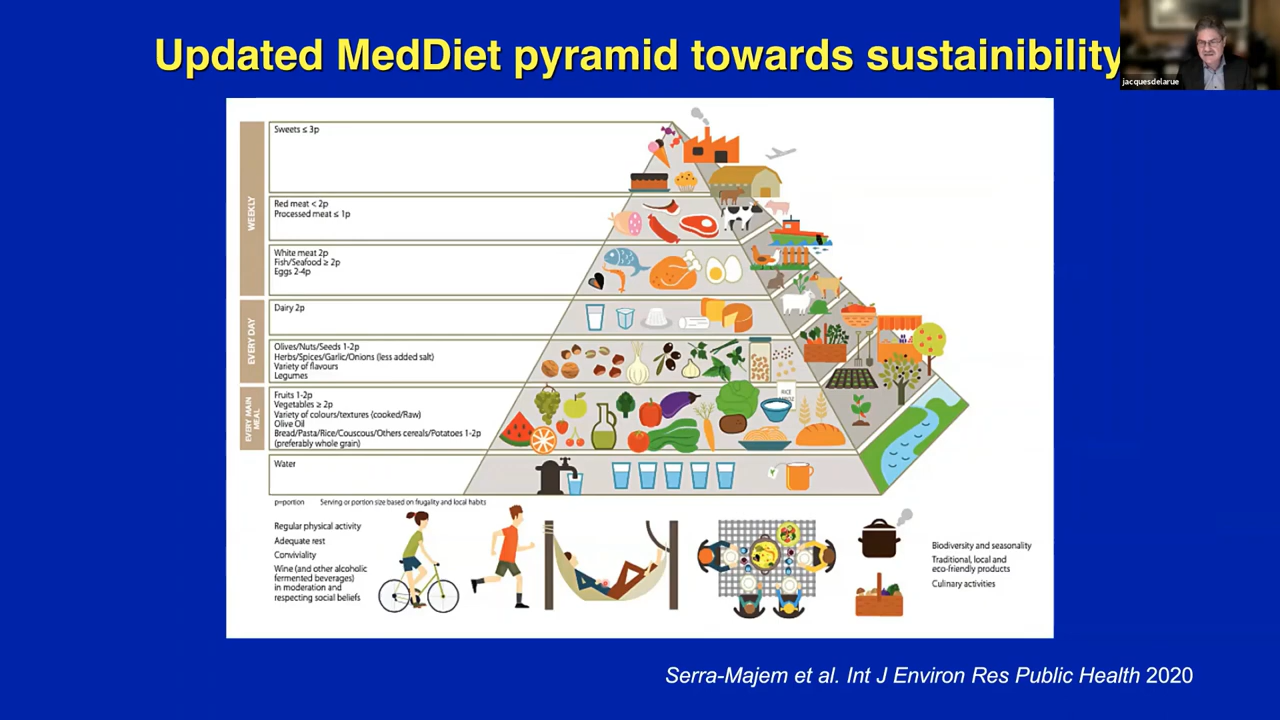 Updated MedDiet pyramid towards sustainibility
jacquesdelarue
WEEKLY
Sweets ≤ 3p
Red meat < 2p
Processed meat ≤ 1p
White meat 2p
Fish/Seafood ≥ 2p
Eggs 2-4p
EVERY DAY
Dairy 2p
Olives/Nuts/Seeds 1-2p
Herbs/Spices/Garlic/Onions (less added salt)
Variety of flavours
Legumes
EVERY MAIN
MEAL
Fruits 1-2p
Vegetables ≥ 2p
Variety of colours/textures (cooked/Raw)
Olive Oil
Bread/Pasta/Rice/Couscous/Others cereals/Potatoes 1-2p
(preferably whole grain)
RICE
Water
p=portion Serving or portion size based on frugality and local habits
Regular physical activity
Adequate rest
Conviviality
Wine (and other alcoholic
fermented beverages)
in moderation and
respecting social beliefs
Biodiversity and seasonality
Traditional, local and
eco-friendly products
Culinary activities
Serra-Majem et al. Int J Environ Res Public Health 2020